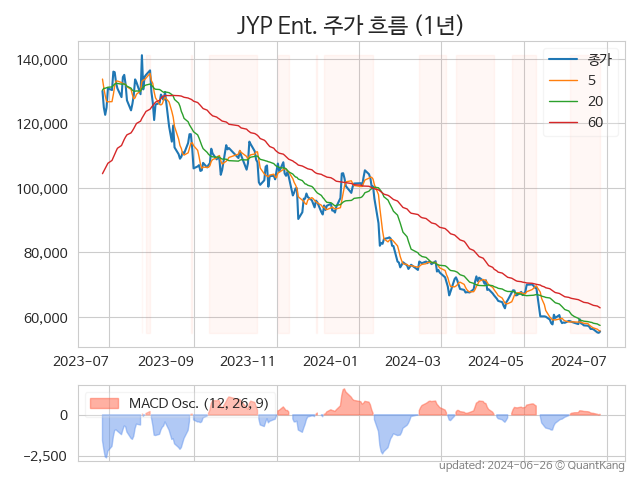 JYP Ent. 주가 흐름 (1년)
140,000
120,000
100,000
80,000
60,000
종가
5
20
60
2023-07 2023-09 2023-11 2024-01 2024-03 2024-05 2024-07
MACD Osc. (12, 26, 9)
0
−2,500
updated: 2024-06-26 © QuantKang